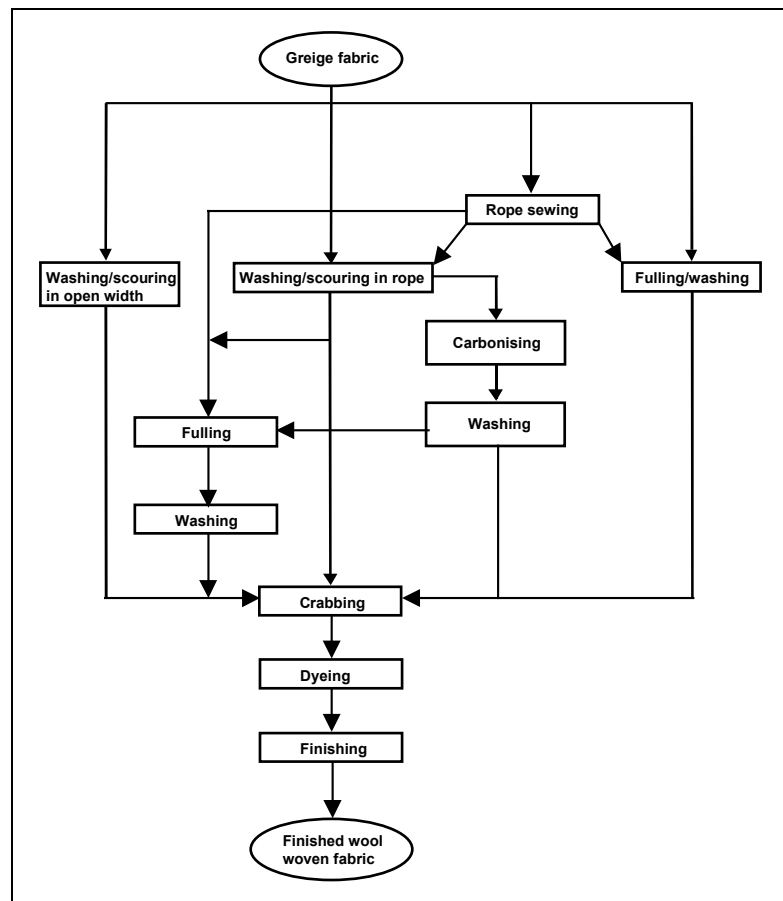 Greige fabric
Rope sewing
Washing/scouring
in open width
Washing/scouring in rope
Fulling/washing
Carbonising
Fulling
Washing
Washing
Crabbing
Dyeing
Finishing
Finished wool
woven fabric